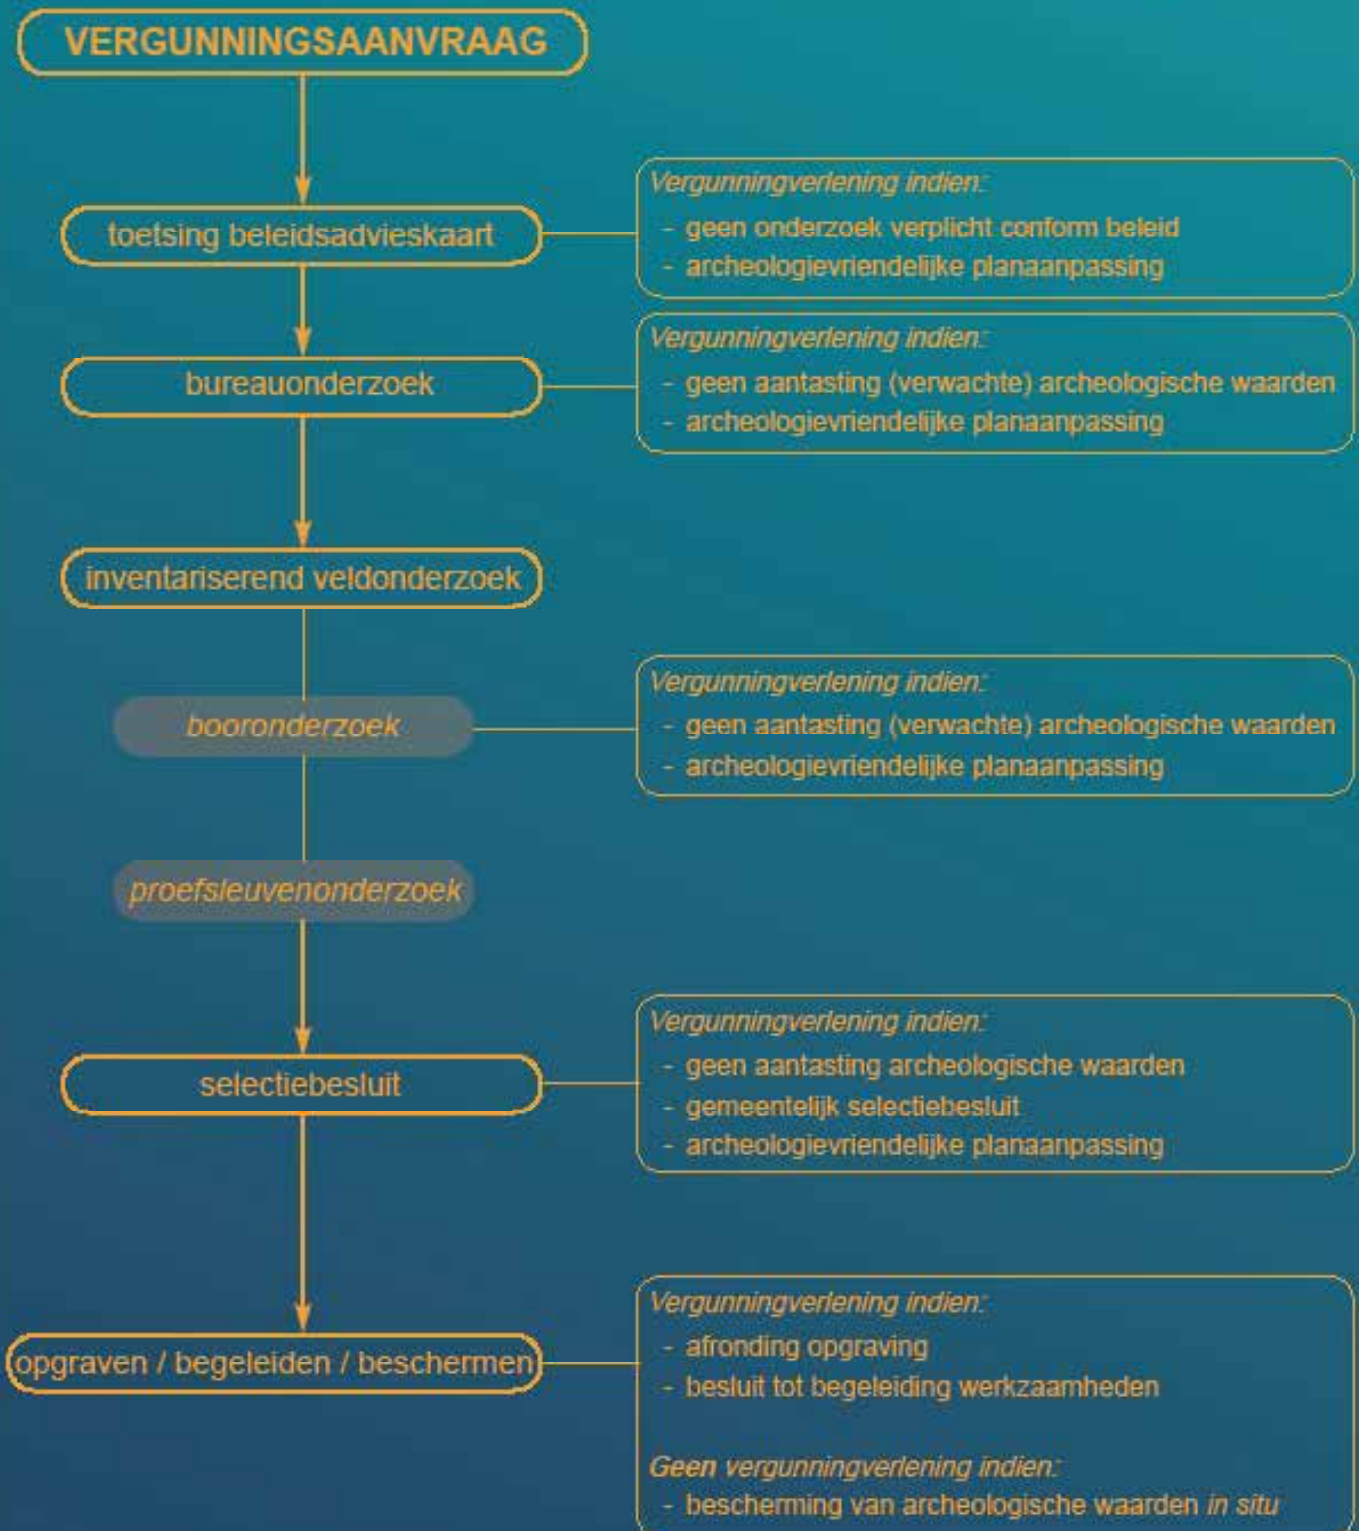 VERGUNNINGSAANVRAAG
toetsing beleidsadvieskaart
Vergunningverlening indien:
- geen onderzoek verplicht conform beleid
- archeologievriendelijke planaanpassing
bureauonderzoek
Vergunningverlening indien:
- geen aantasting (verwachte) archeologische waarden
- archeologievriendelijke planaanpassing
inventariserend veldonderzoek
booronderzoek
Vergunningverlening indien:
- geen aantasting (verwachte) archeologische waarden
- archeologievriendelijke planaanpassing
proefsleuvenonderzoek
selectiebesluit
Vergunningverlening indien:
- geen aantasting archeologische waarden
- gemeentelijk selectiebesluit
- archeologievriendelijke planaanpassing
opgraven / begeleiden / beschermen
Vergunningverlening indien:
- afronding opgraving
- besluit tot begeleiding werkzaamheden
Geen vergunningverlening indien:
- bescherming van archeologische waarden in situ